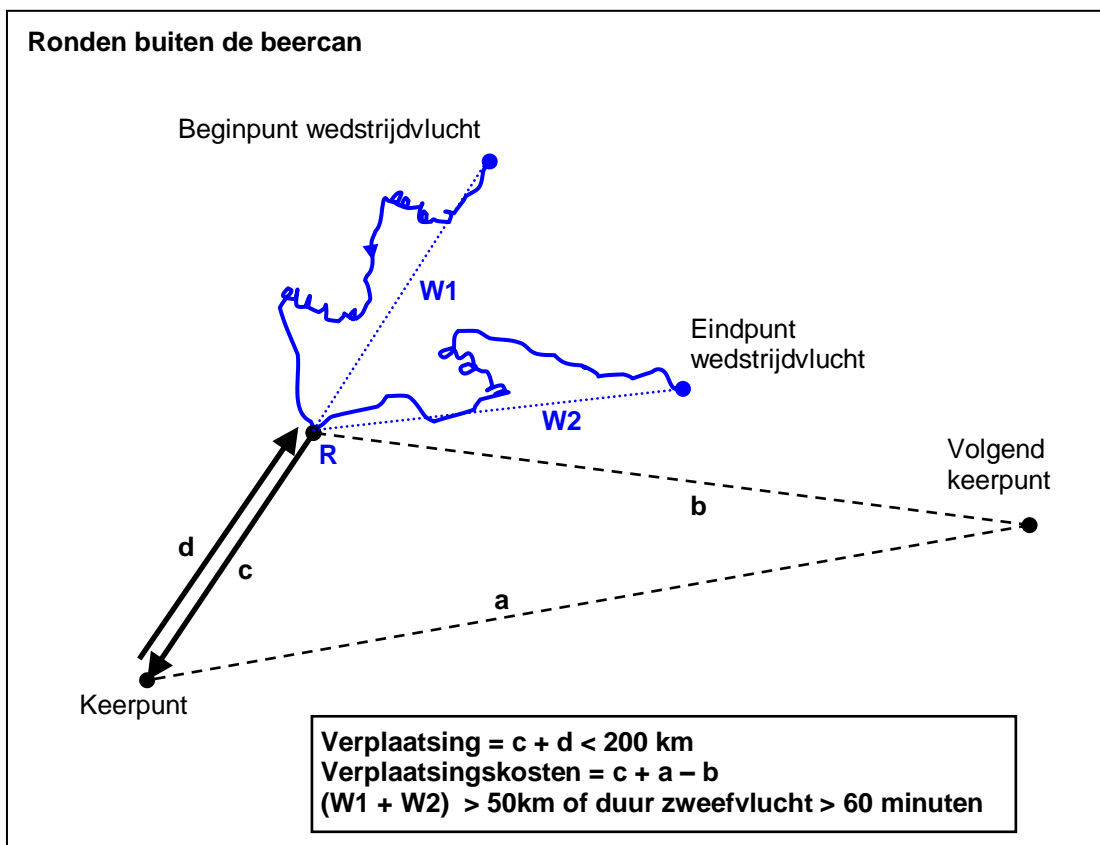 Ronden buiten de beercan
Beginpunt wedstrijdvlucht
W1
Eindpunt
wedstrijdvlucht
W2
R
Volgend
keerpunt
b
d
c
a
Keerpunt
Verplaatsing = c + d < 200 km
Verplaatsingskosten = c + a – b
(W1 + W2)  > 50km of duur zweefvlucht > 60 minuten